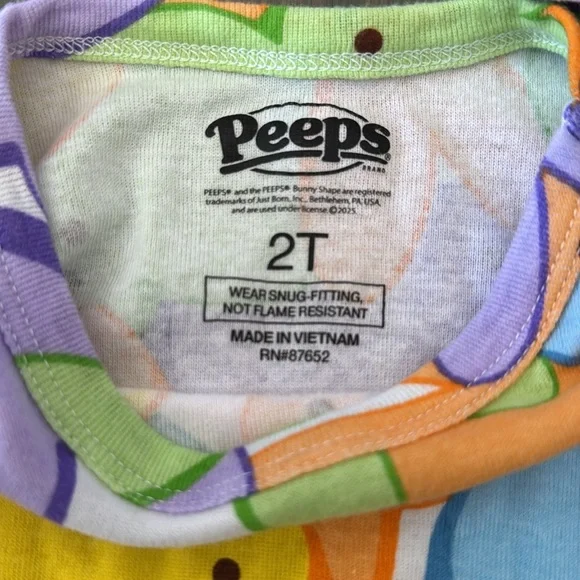 Peeps®
BRAND
PEEPS® and the PEEPS® Bunny Shape are registered
trademarks of Just Born, Inc., Bethlehem, PA, USA,
and are used under license ©2025.
2T
WEAR SNUG-FITTING,
NOT FLAME RESISTANT
MADE IN VIETNAM
RN#87652